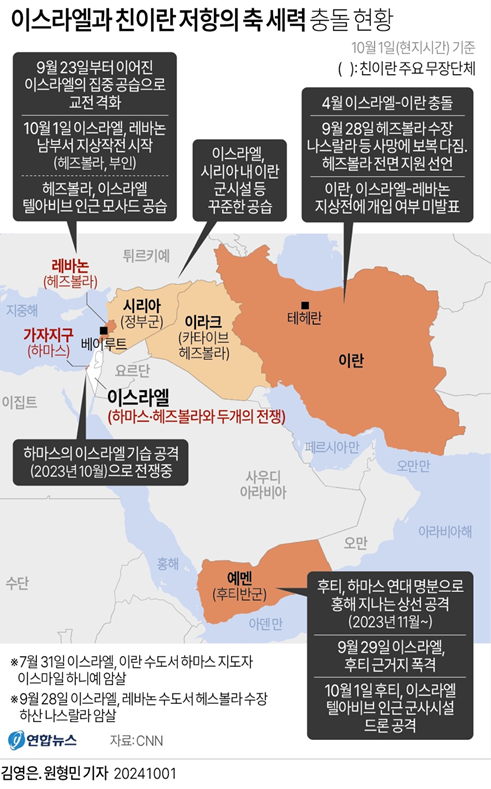 이스라엘과 친이란 저항의 축 세력 충돌 현황
10월 1일(현지시간) 기준
( ): 친이란 주요 무장단체
9월 23일부터 이어진
이스라엘의 집중 공습으로
교전 격화
10월 1일 이스라엘, 레바논
남부서 지상작전 시작
(헤즈볼라, 부인)
헤즈볼라, 이스라엘
텔아비브 인근 모사드 공습
이스라엘,
시리아 내 이란
군시설 등
꾸준한 공습
4월 이스라엘-이란 충돌
9월 28일 헤즈볼라 수장
나스랄라 등 사망에 보복 다짐.
헤즈볼라 전면 지원 선언
이란, 이스라엘-레바논
지상전에 개입 여부 미발표
레바논
(헤즈볼라)
튀르키예
지중해
시리아
(정부군)
가자지구
(하마스)
베이루트
이라크
(카타이브
헤즈볼라)
테헤란
이란
요르단
이스라엘
(하마스·헤즈볼라와 두개의 전쟁)
이집트
하마스의 이스라엘 기습 공격
(2023년 10월)으로 전쟁중
페르시아만
오만만
사우디
아라비아
아라비아해
오만
홍해
수단
예멘
(후티반군)
아덴만
후티, 하마스 연대 명분으로
홍해 지나는 상선 공격
(2023년 11월~)
9월 29일 이스라엘,
후티 근거지 폭격
10월 1일 후티, 이스라엘
텔아비브 인근 군사시설
드론 공격
※7월 31일 이스라엘, 이란 수도서 하마스 지도자
이스마일 하니예 암살
※9월 28일 이스라엘, 레바논 수도서 헤즈볼라 수장
하산 나스랄라 암살
연합뉴스
자료: CNN
김영은·원형민 기자 20241001